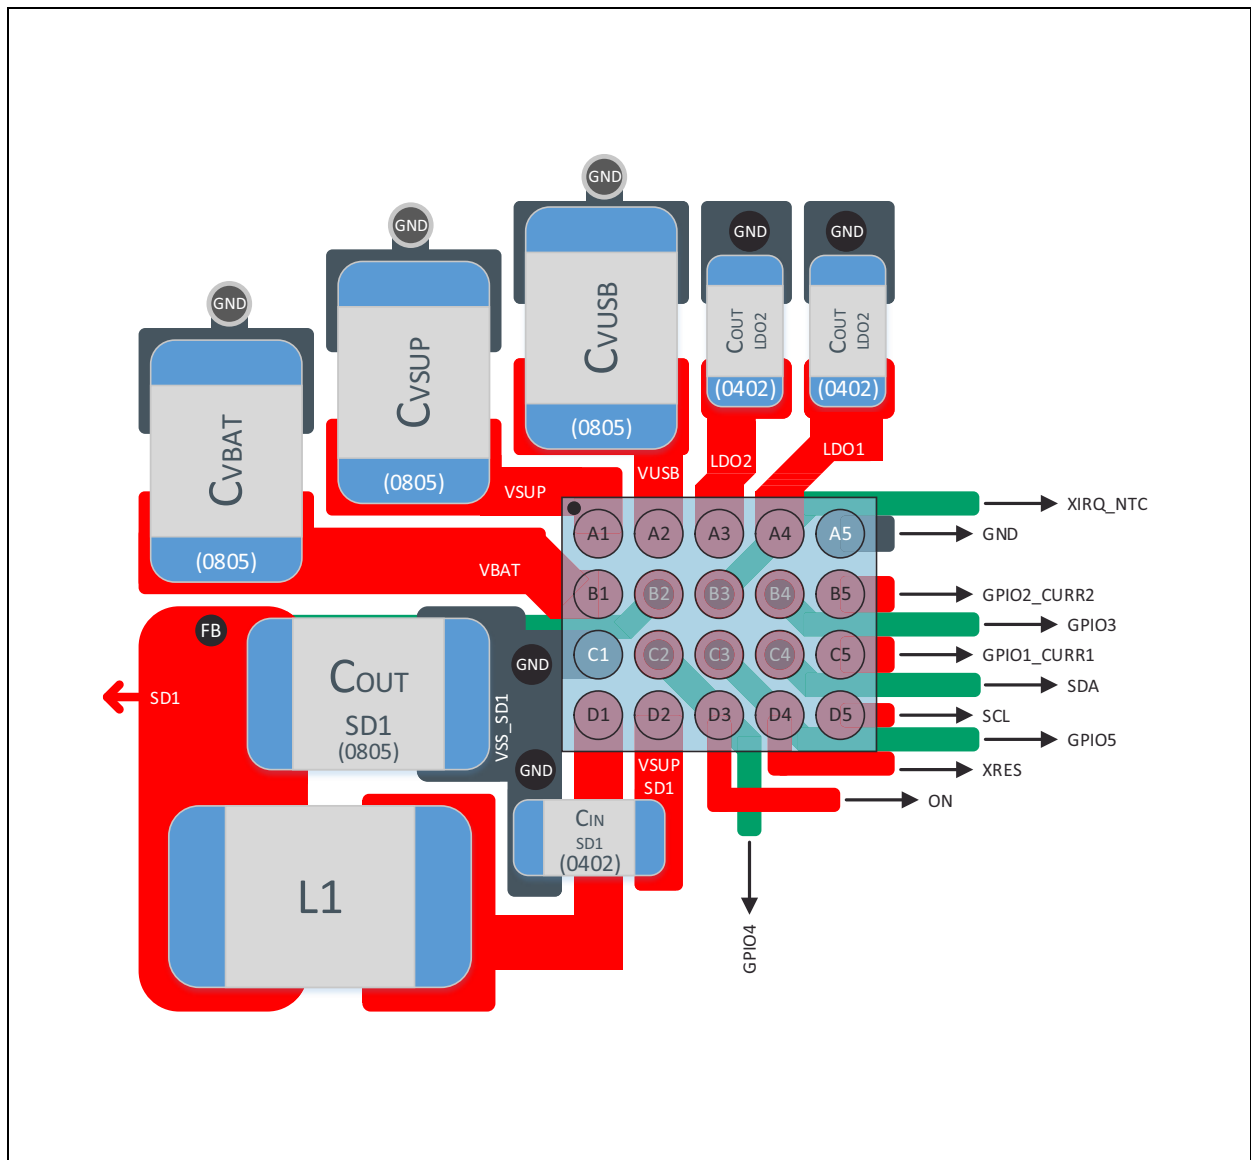 GND
GND
GND
GND
GND
CVUSB
(0805)
CVSUP
(0805)
CVBAT
(0805)
COUT
LDO2
(0402)
COUT
LDO2
(0402)
LDO1
LDO2
VUSB
VSUP
VBAT
A1 A2 A3 A4 A5
B1 B2 B3 B4 B5
C1 C2 C3 C4 C5
D1 D2 D3 D4 D5
XIRQ_NTC
GND
GPIO2_CURR2
GPIO3
GPIO1_CURR1
SDA
SCL
GPIO5
XRES
ON
GPIO4
FB
SD1
COUT
SD1
(0805)
VSS_SD1
GND
GND
VSUP
SD1
CIN
SD1
(0402)
L1